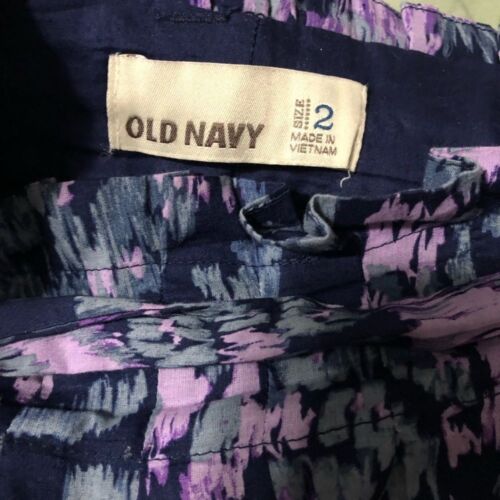 OLD NAVY
SIZE 2
MADE IN
VIETNAM